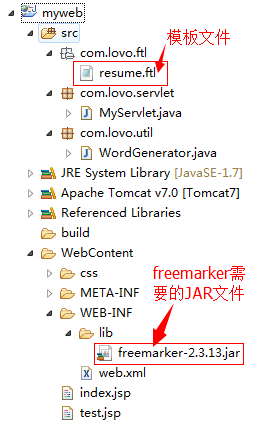 myweb
src
com.lovo.ftl
模板文件
resume.ftl
com.lovo.servlet
MyServlet.java
com.lovo.util
WordGenerator.java
JRE System Library [JavaSE-1.7]
Apache Tomcat v7.0 [Tomcat7]
Referenced Libraries
build
WebContent
css
META-INF
WEB-INF
freemarker需
要的JAR文件
lib
freemarker-2.3.13.jar
web.xml
index.jsp
test.jsp